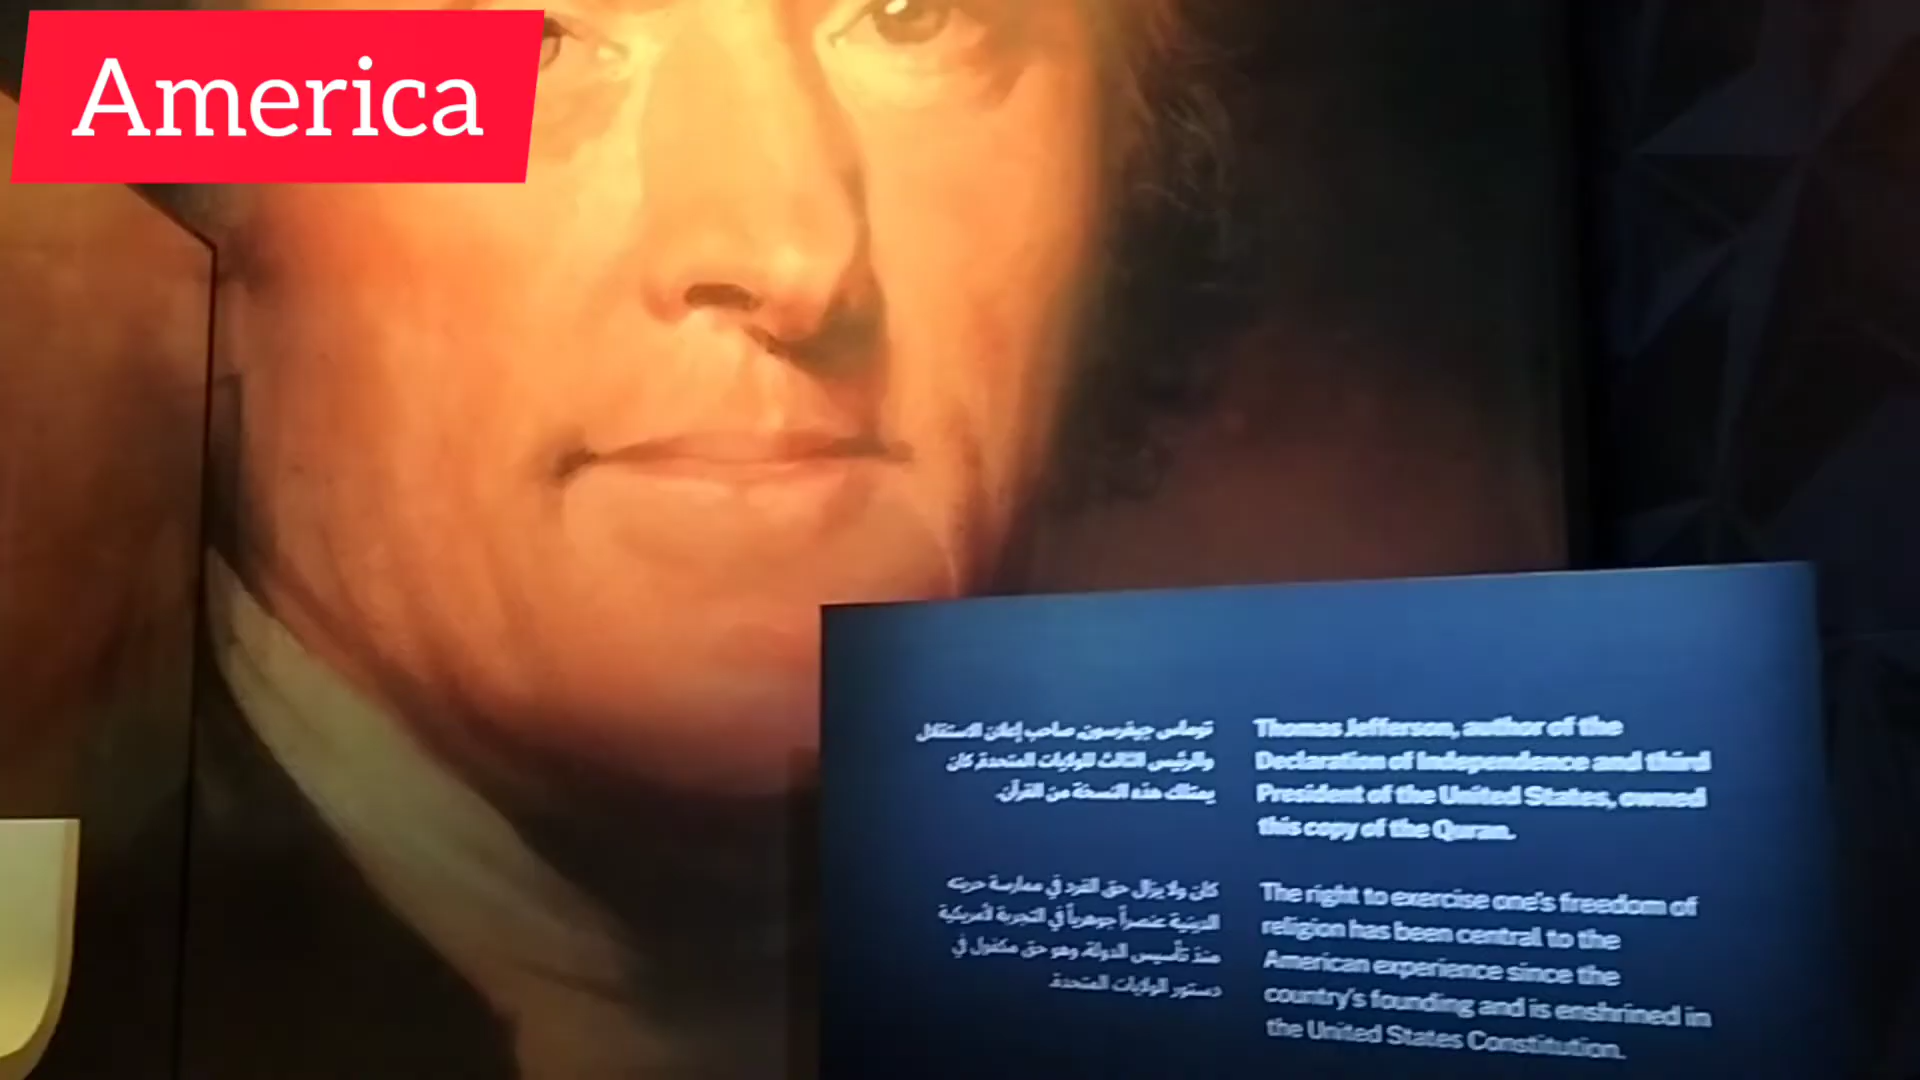 America
توماس جيفرسون، صاحب إعلان الاستقلال
والرئيس الثالث للولايات المتحدة، كان
يمتلك هذه النسخة من القرآن.
كان ولا يزال حق الفرد في ممارسة حريته
الدينية عنصراً جوهرياً في التجربة الأمريكية
منذ تأسيس الدولة، وهو حق مكفول في
دستور الولايات المتحدة.
Thomas Jefferson, author of the
Declaration of Independence and third
President of the United States, owned
this copy of the Quran.
The right to exercise one's freedom of
religion has been central to the
American experience since the
country's founding and is enshrined in
the United States Constitution.